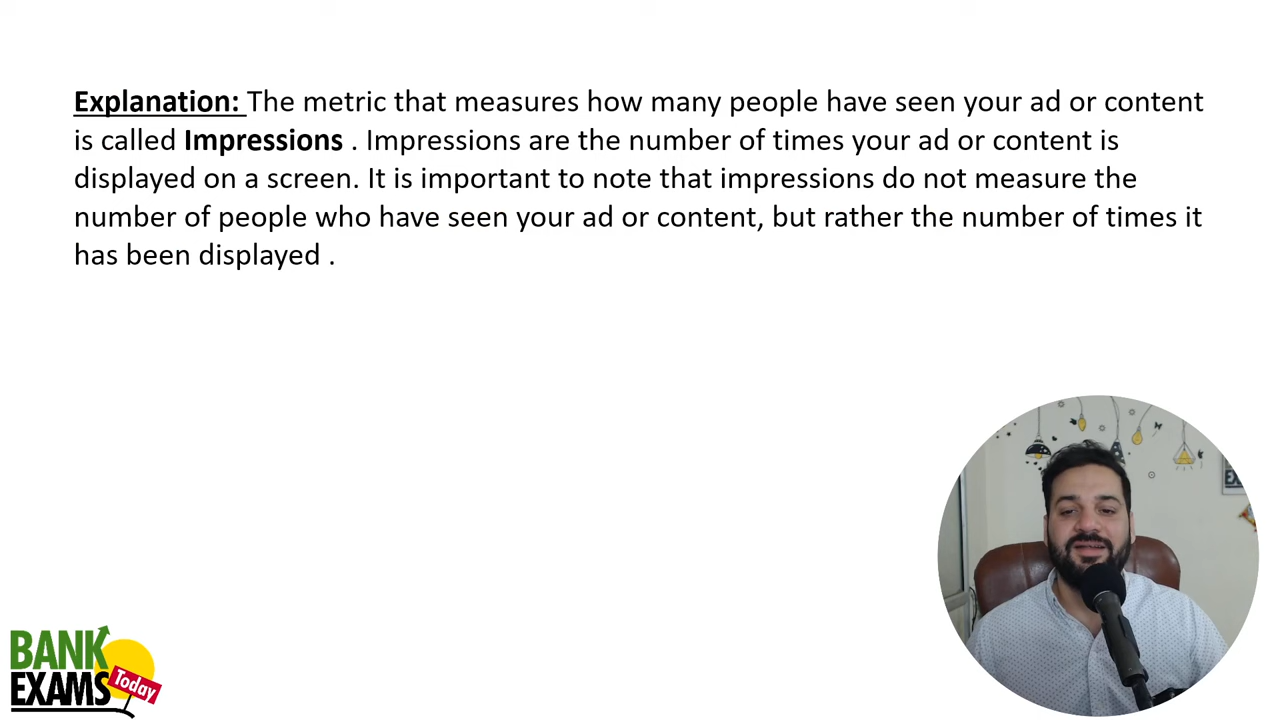 Explanation: The metric that measures how many people have seen your ad or content
is called Impressions . Impressions are the number of times your ad or content is
displayed on a screen. It is important to note that impressions do not measure the
number of people who have seen your ad or content, but rather the number of times it
has been displayed .
BANK
EXAMS
Today